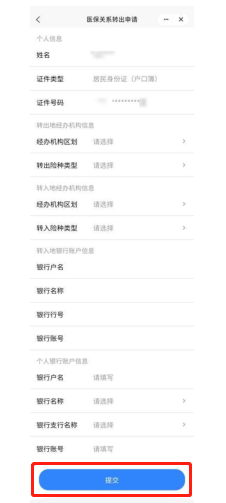 医保关系转出申请
个人信息
姓名
证件类型 居民身份证（户口簿）
证件号码 ********
转出地经办机构信息
经办机构区划 请选择
转出险种类型 请选择
转入地经办机构信息
经办机构区划 请选择
转入险种类型 请选择
转入地银行账户信息
银行户名
银行名称
银行行号
银行账号
个人银行账户信息
银行户名 请填写
银行名称 请选择
银行支行名称 请选择
银行账号 请填写
提交